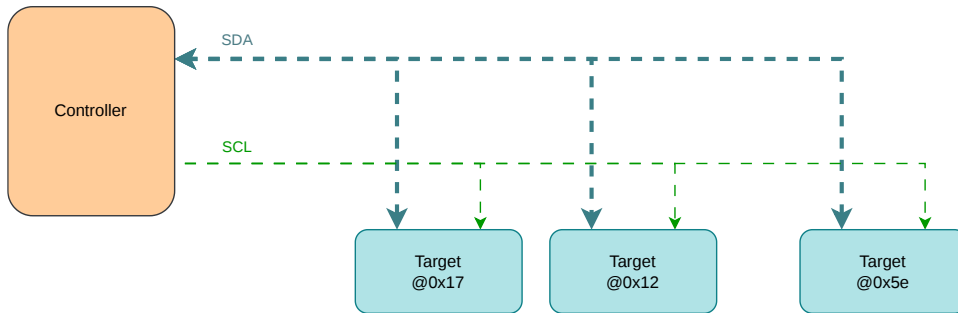 SDA
Controller
SCL
Target
@0x17
Target
@0x12
Target
@0x5e